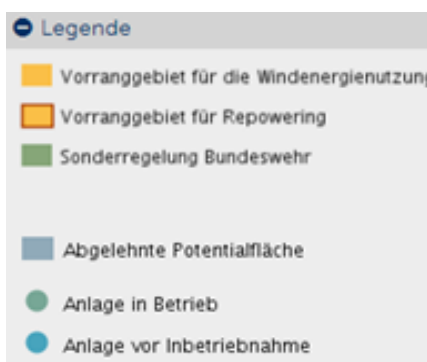 Legende
Vorranggebiet für die Windenergienutzung
Vorranggebiet für Repowering
Sonderregelung Bundeswehr
Abgelehnte Potentialfläche
Anlage in Betrieb
Anlage vor Inbetriebnahme